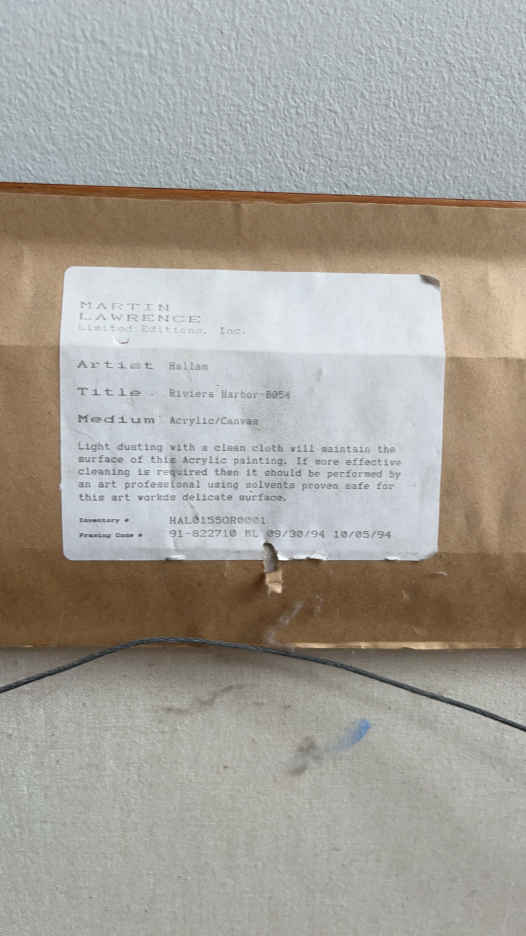 MARTIN
LAWRENCE
Limited Editions, Inc.
Artist Hallam
Title Riviera Harbor-B054
Medium Acrylic/Canvas
Light dusting with a clean cloth will maintain the
surface of this Acrylic painting. If more effective
cleaning is required then it should be performed by
an art professional using solvents proven safe for
this art workds delicate surface.
Inventory # HAL0155OR0001
Framing Code # 91-822710 ML 09/30/94 10/05/94